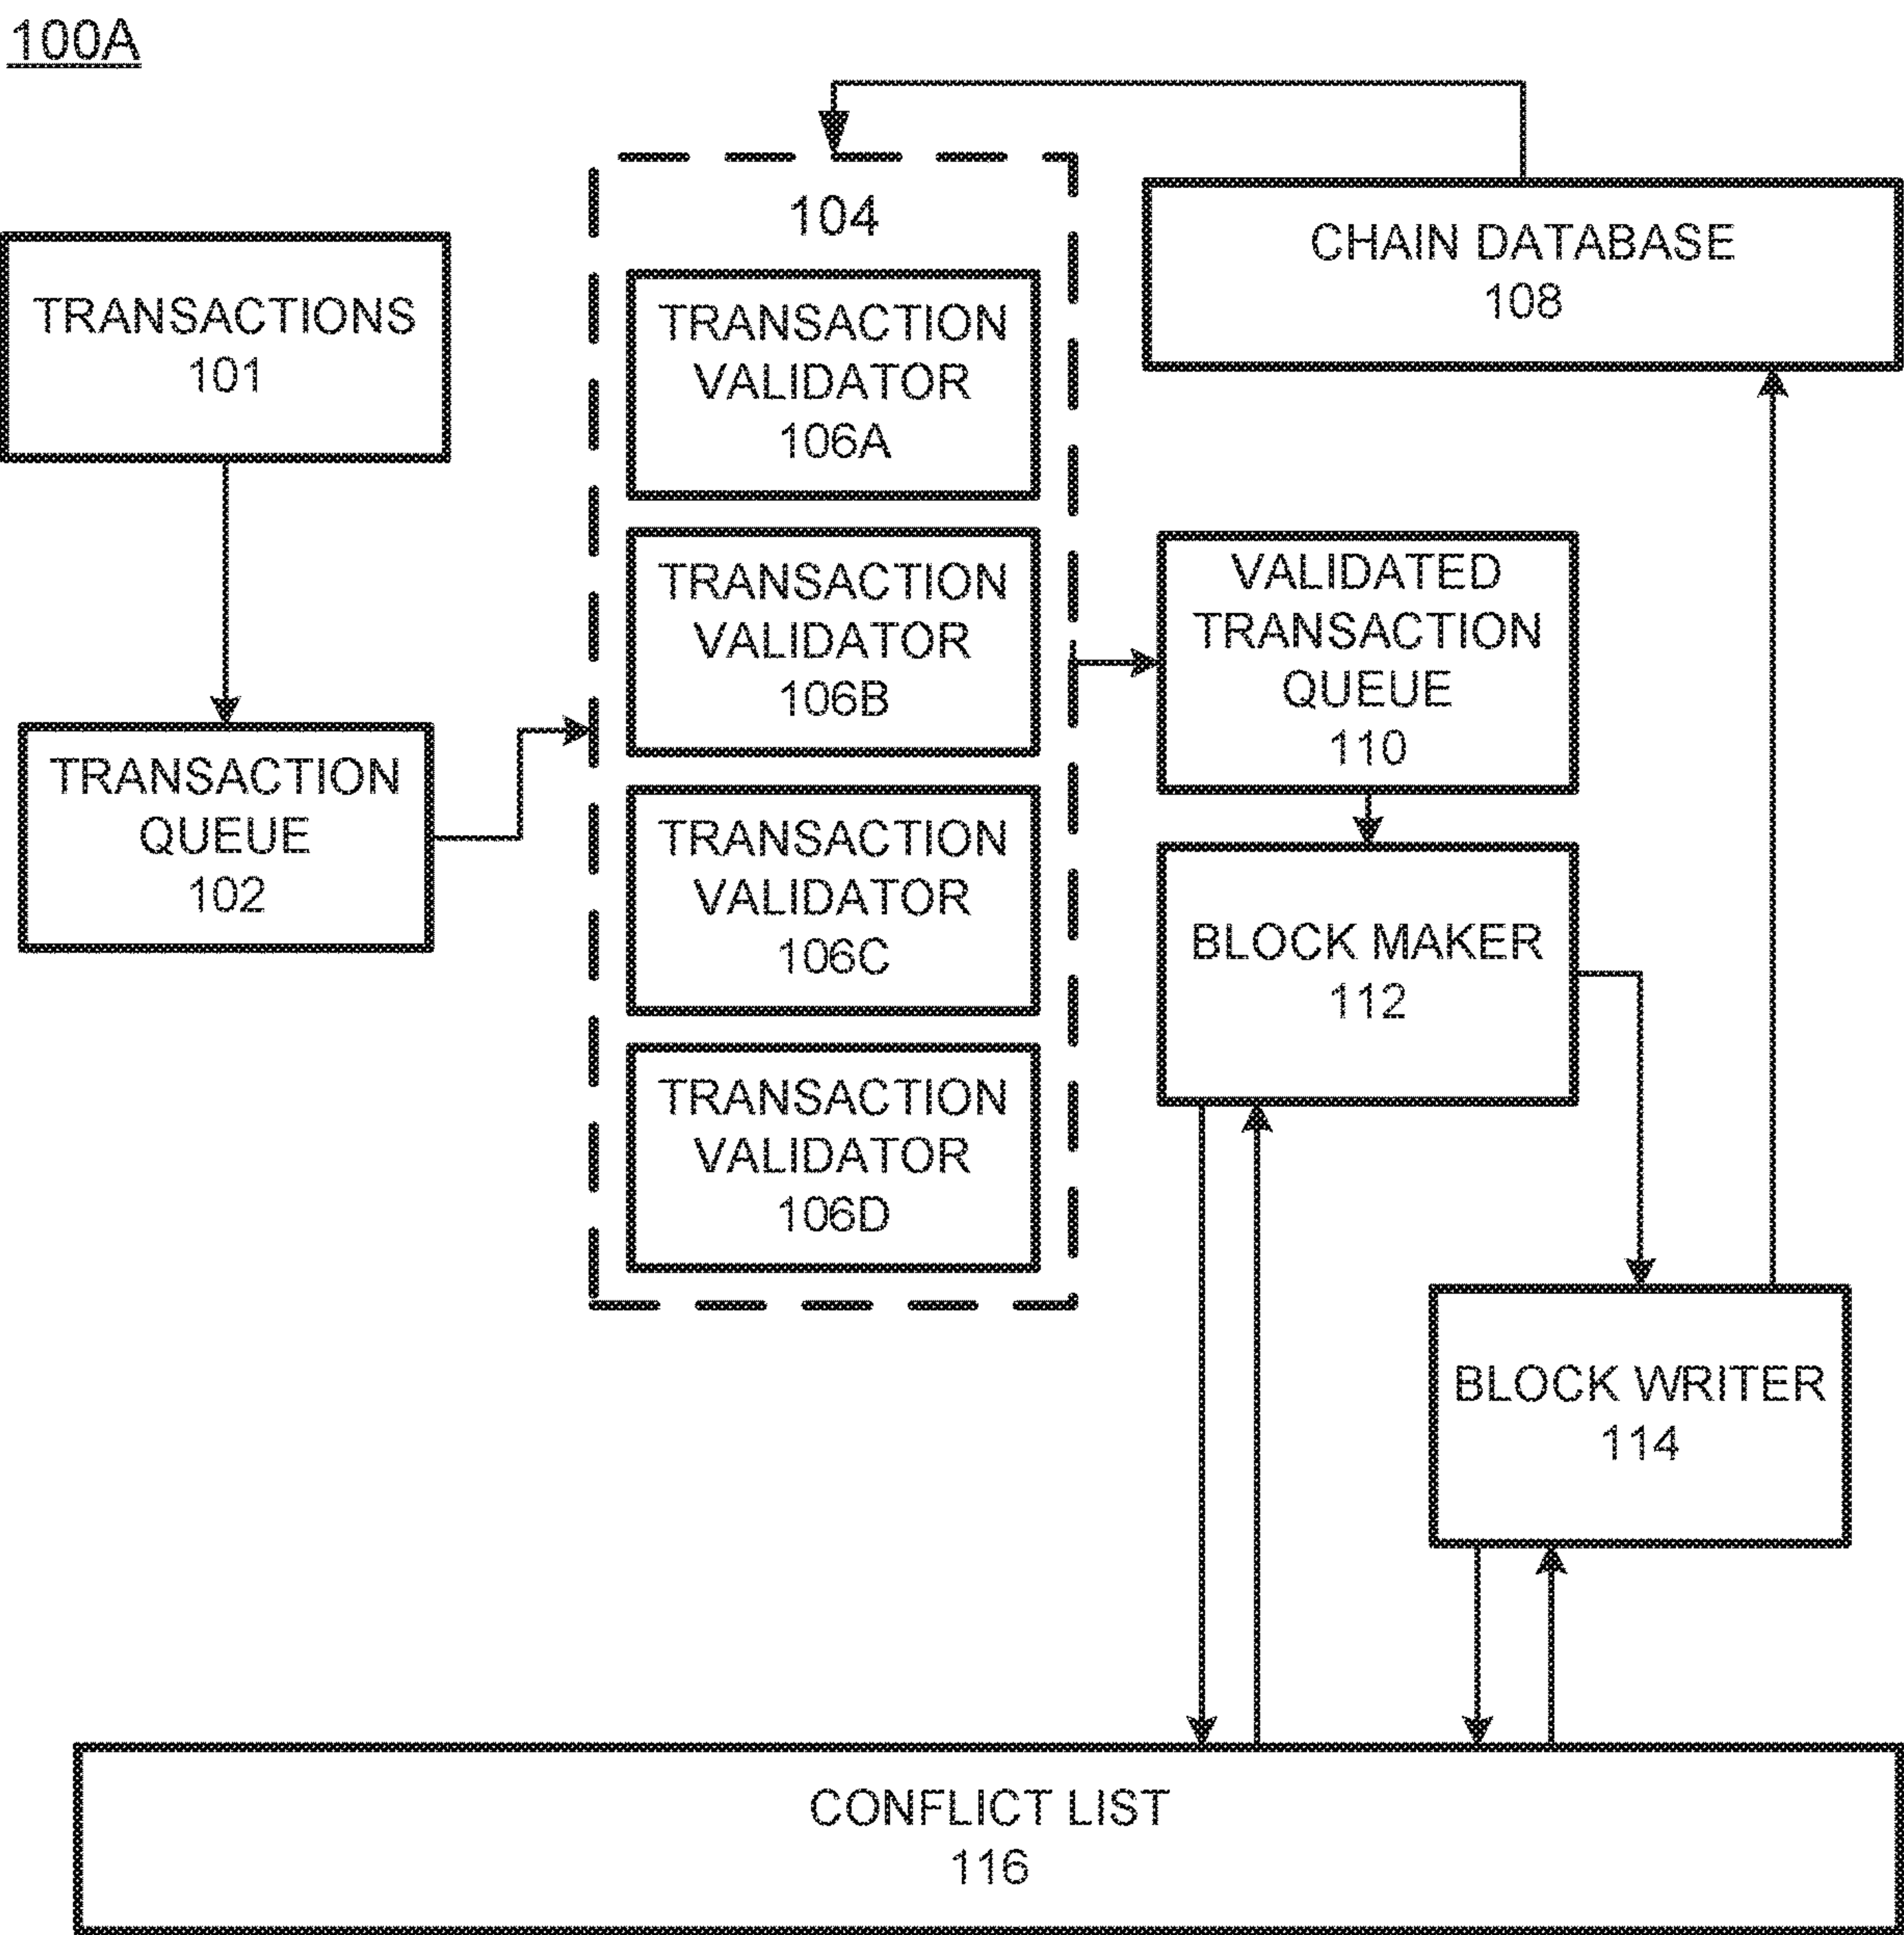 100A
TRANSACTIONS
101
TRANSACTION
QUEUE
102
104
TRANSACTION
VALIDATOR
106A
TRANSACTION
VALIDATOR
106B
TRANSACTION
VALIDATOR
106C
TRANSACTION
VALIDATOR
106D
CHAIN DATABASE
108
VALIDATED
TRANSACTION
QUEUE
110
BLOCK MAKER
112
BLOCK WRITER
114
CONFLICT LIST
116